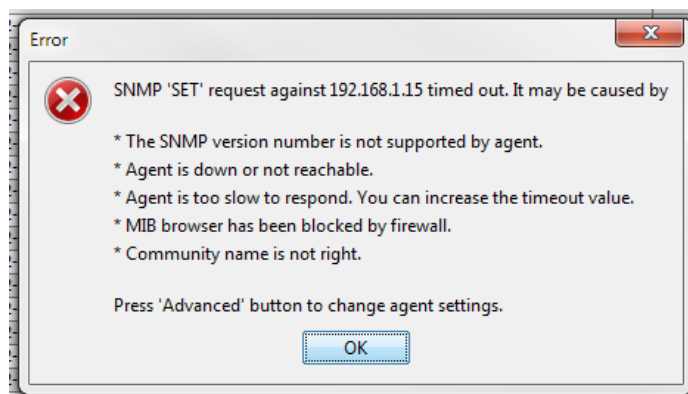 Error
SNMP 'SET' request against 192.168.1.15 timed out. It may be caused by
* The SNMP version number is not supported by agent.
* Agent is down or not reachable.
* Agent is too slow to respond. You can increase the timeout value.
* MIB browser has been blocked by firewall.
* Community name is not right.
Press 'Advanced' button to change agent settings.
OK